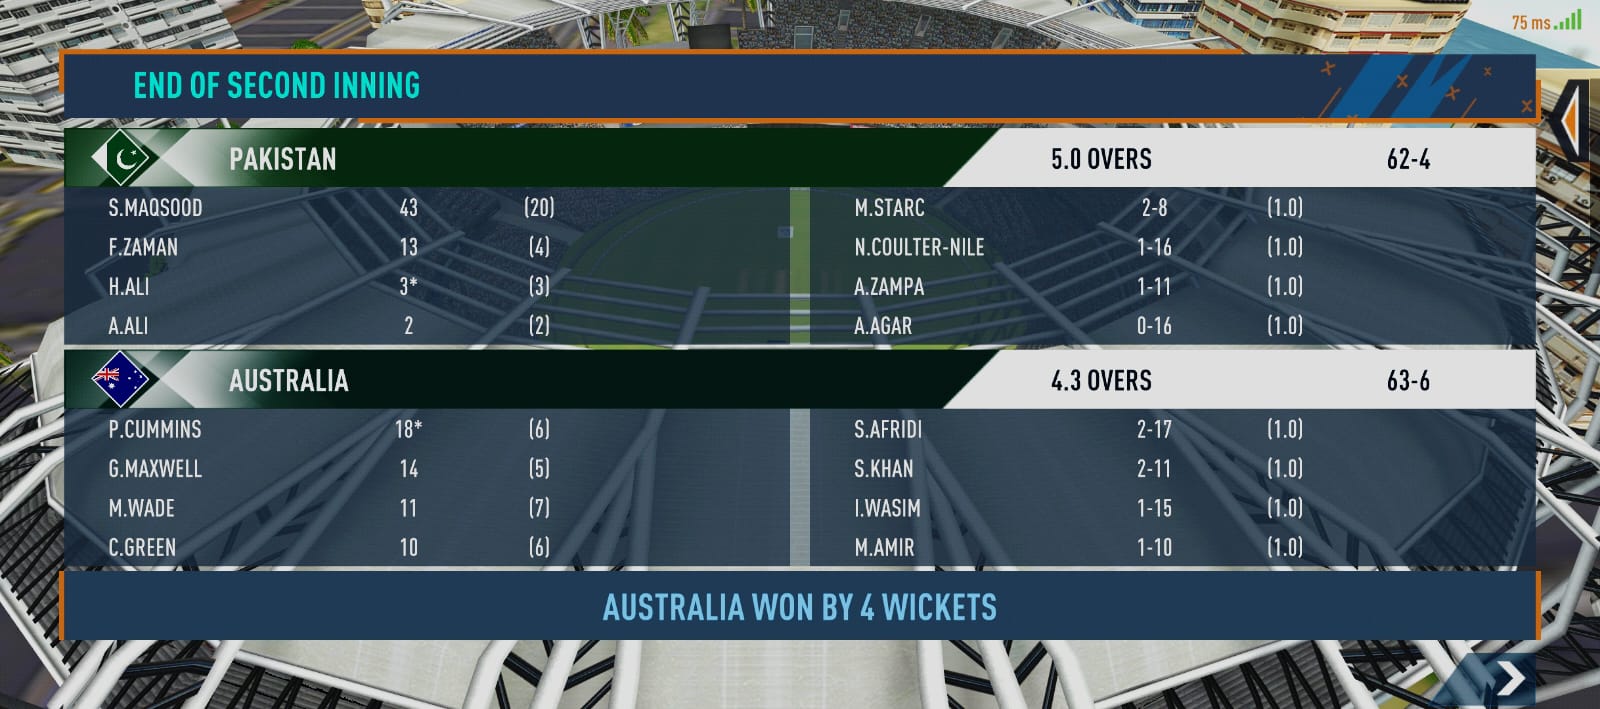 75 ms
END OF SECOND INNING
PAKISTAN 5.0 OVERS 62-4
S.MAQSOOD 43 (20) M.STARC 2-8 (1.0)
F.ZAMAN 13 (4) N.COULTER-NILE 1-16 (1.0)
H.ALI 3* (3) A.ZAMPA 1-11 (1.0)
A.ALI 2 (2) A.AGAR 0-16 (1.0)
AUSTRALIA 4.3 OVERS 63-6
P.CUMMINS 18* (6) S.AFRIDI 2-17 (1.0)
G.MAXWELL 14 (5) S.KHAN 2-11 (1.0)
M.WADE 11 (7) I.WASIM 1-15 (1.0)
C.GREEN 10 (6) M.AMIR 1-10 (1.0)
AUSTRALIA WON BY 4 WICKETS